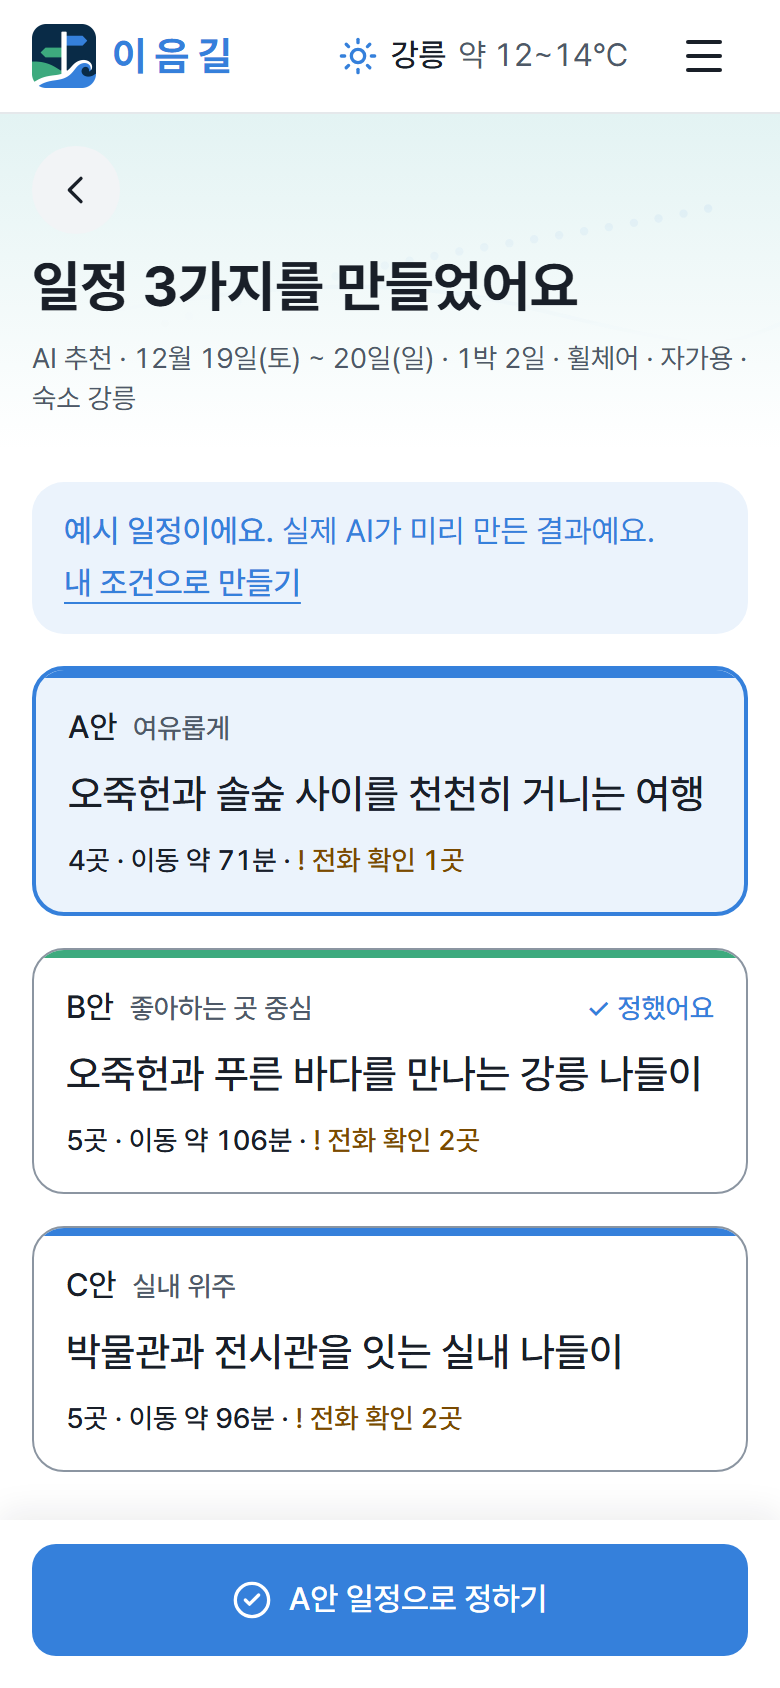 이음길
강릉 약 12~14°C
일정 3가지를 만들었어요
AI 추천 · 12월 19일(토) ~ 20일(일) · 1박 2일 · 휠체어 · 자가용 ·
숙소 강릉
예시 일정이에요. 실제 AI가 미리 만든 결과예요.
내 조건으로 만들기
A안 여유롭게
오죽헌과 솔숲 사이를 천천히 거니는 여행
4곳 · 이동 약 71분 · ! 전화 확인 1곳
B안 좋아하는 곳 중심 ✓ 정했어요
오죽헌과 푸른 바다를 만나는 강릉 나들이
5곳 · 이동 약 106분 · ! 전화 확인 2곳
C안 실내 위주
박물관과 전시관을 잇는 실내 나들이
5곳 · 이동 약 96분 · ! 전화 확인 2곳
A안 일정으로 정하기